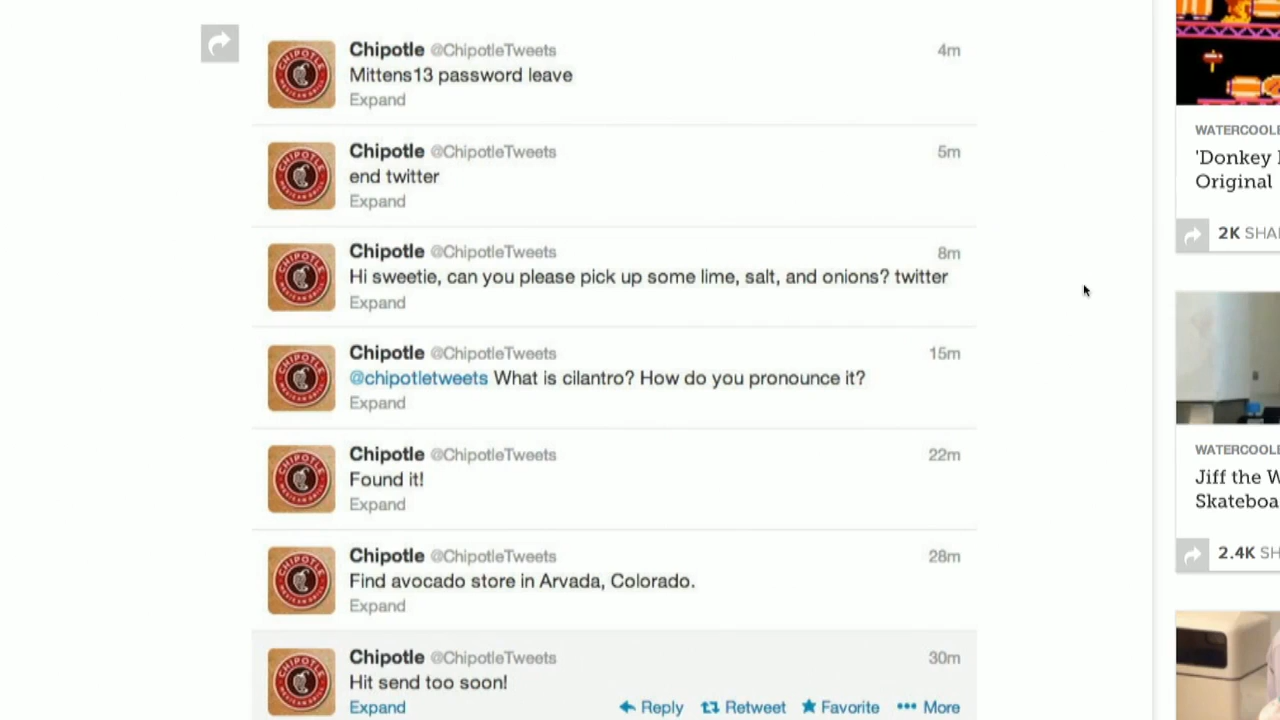 Chipotle @ChipotleTweets 4m
Mittens13 password leave
Expand
Chipotle @ChipotleTweets 5m
end twitter
Expand
Chipotle @ChipotleTweets 8m
Hi sweetie, can you please pick up some lime, salt, and onions? twitter
Expand
Chipotle @ChipotleTweets 15m
@chipotletweets What is cilantro? How do you pronounce it?
Expand
Chipotle @ChipotleTweets 22m
Found it!
Expand
Chipotle @ChipotleTweets 28m
Find avocado store in Arvada, Colorado.
Expand
Chipotle @ChipotleTweets 30m
Hit send too soon!
Expand Reply Retweet Favorite More
WATERCOOLE
'Donkey
Original
2K SHA
WATERCOOLE
Jiff the W
Skateboa
2.4K SH